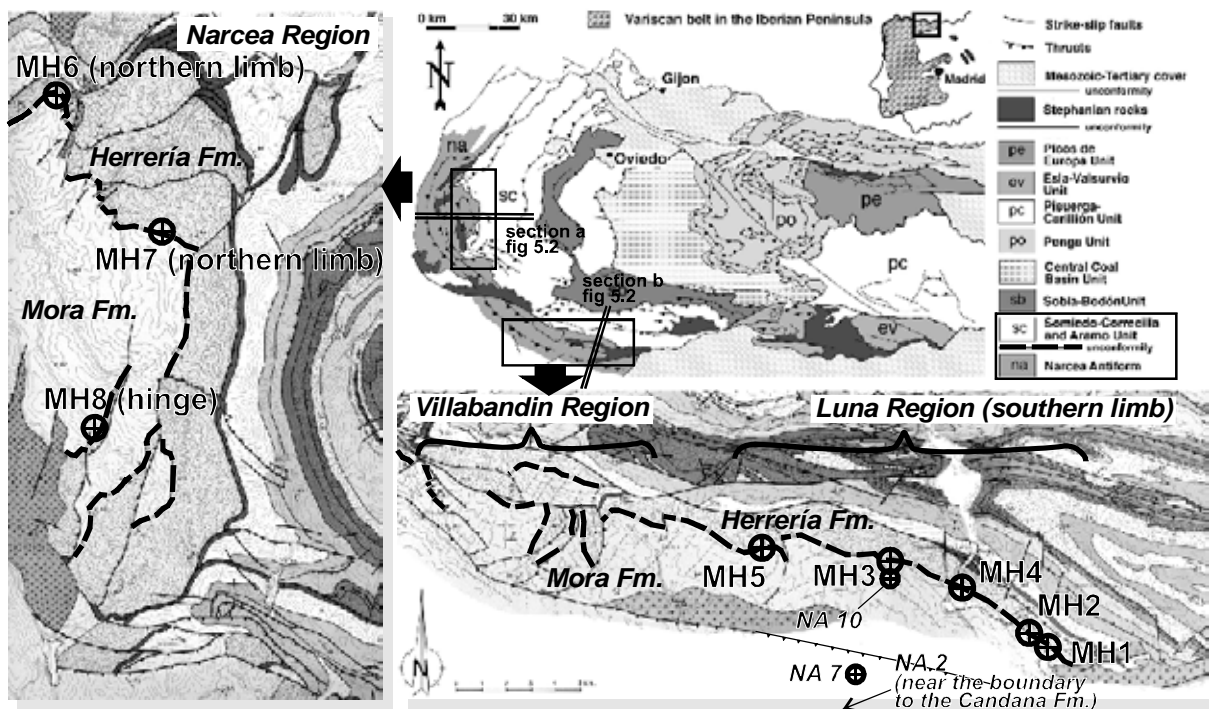 Narcea Region
MH6 (northern limb)
Herrería Fm.
MH7 (northern limb)
Mora Fm.
MH8 (hinge)
0 km 30 km
Variscan belt in the Iberian Peninsula
N
Gijon
Oviedo
Madrid
na
sc
section a
fig 5.2
section b
fig 5.2
po
pe
pc
ev
Strike-slip faults
Thrusts
Mesozoic-Tertiary cover
unconformity
Stephanian rocks
pe Picos de
Europa Unit
ev Esla-Valsurvio
Unit
pc Pisuerga-
Carrión Unit
po Ponga Unit
Central Coal
Basin Unit
sb Sobia-Bodón Unit
sc Somiedo-Correcilla
and Aramo Unit
unconformity
na Narcea Antiform
Villabandin Region
Luna Region (southern limb)
Herrería Fm.
Mora Fm.
MH5
MH3
MH4
MH2
MH1
NA 10
N
NA 7
NA 2
(near the boundary
to the Candana Fm.)